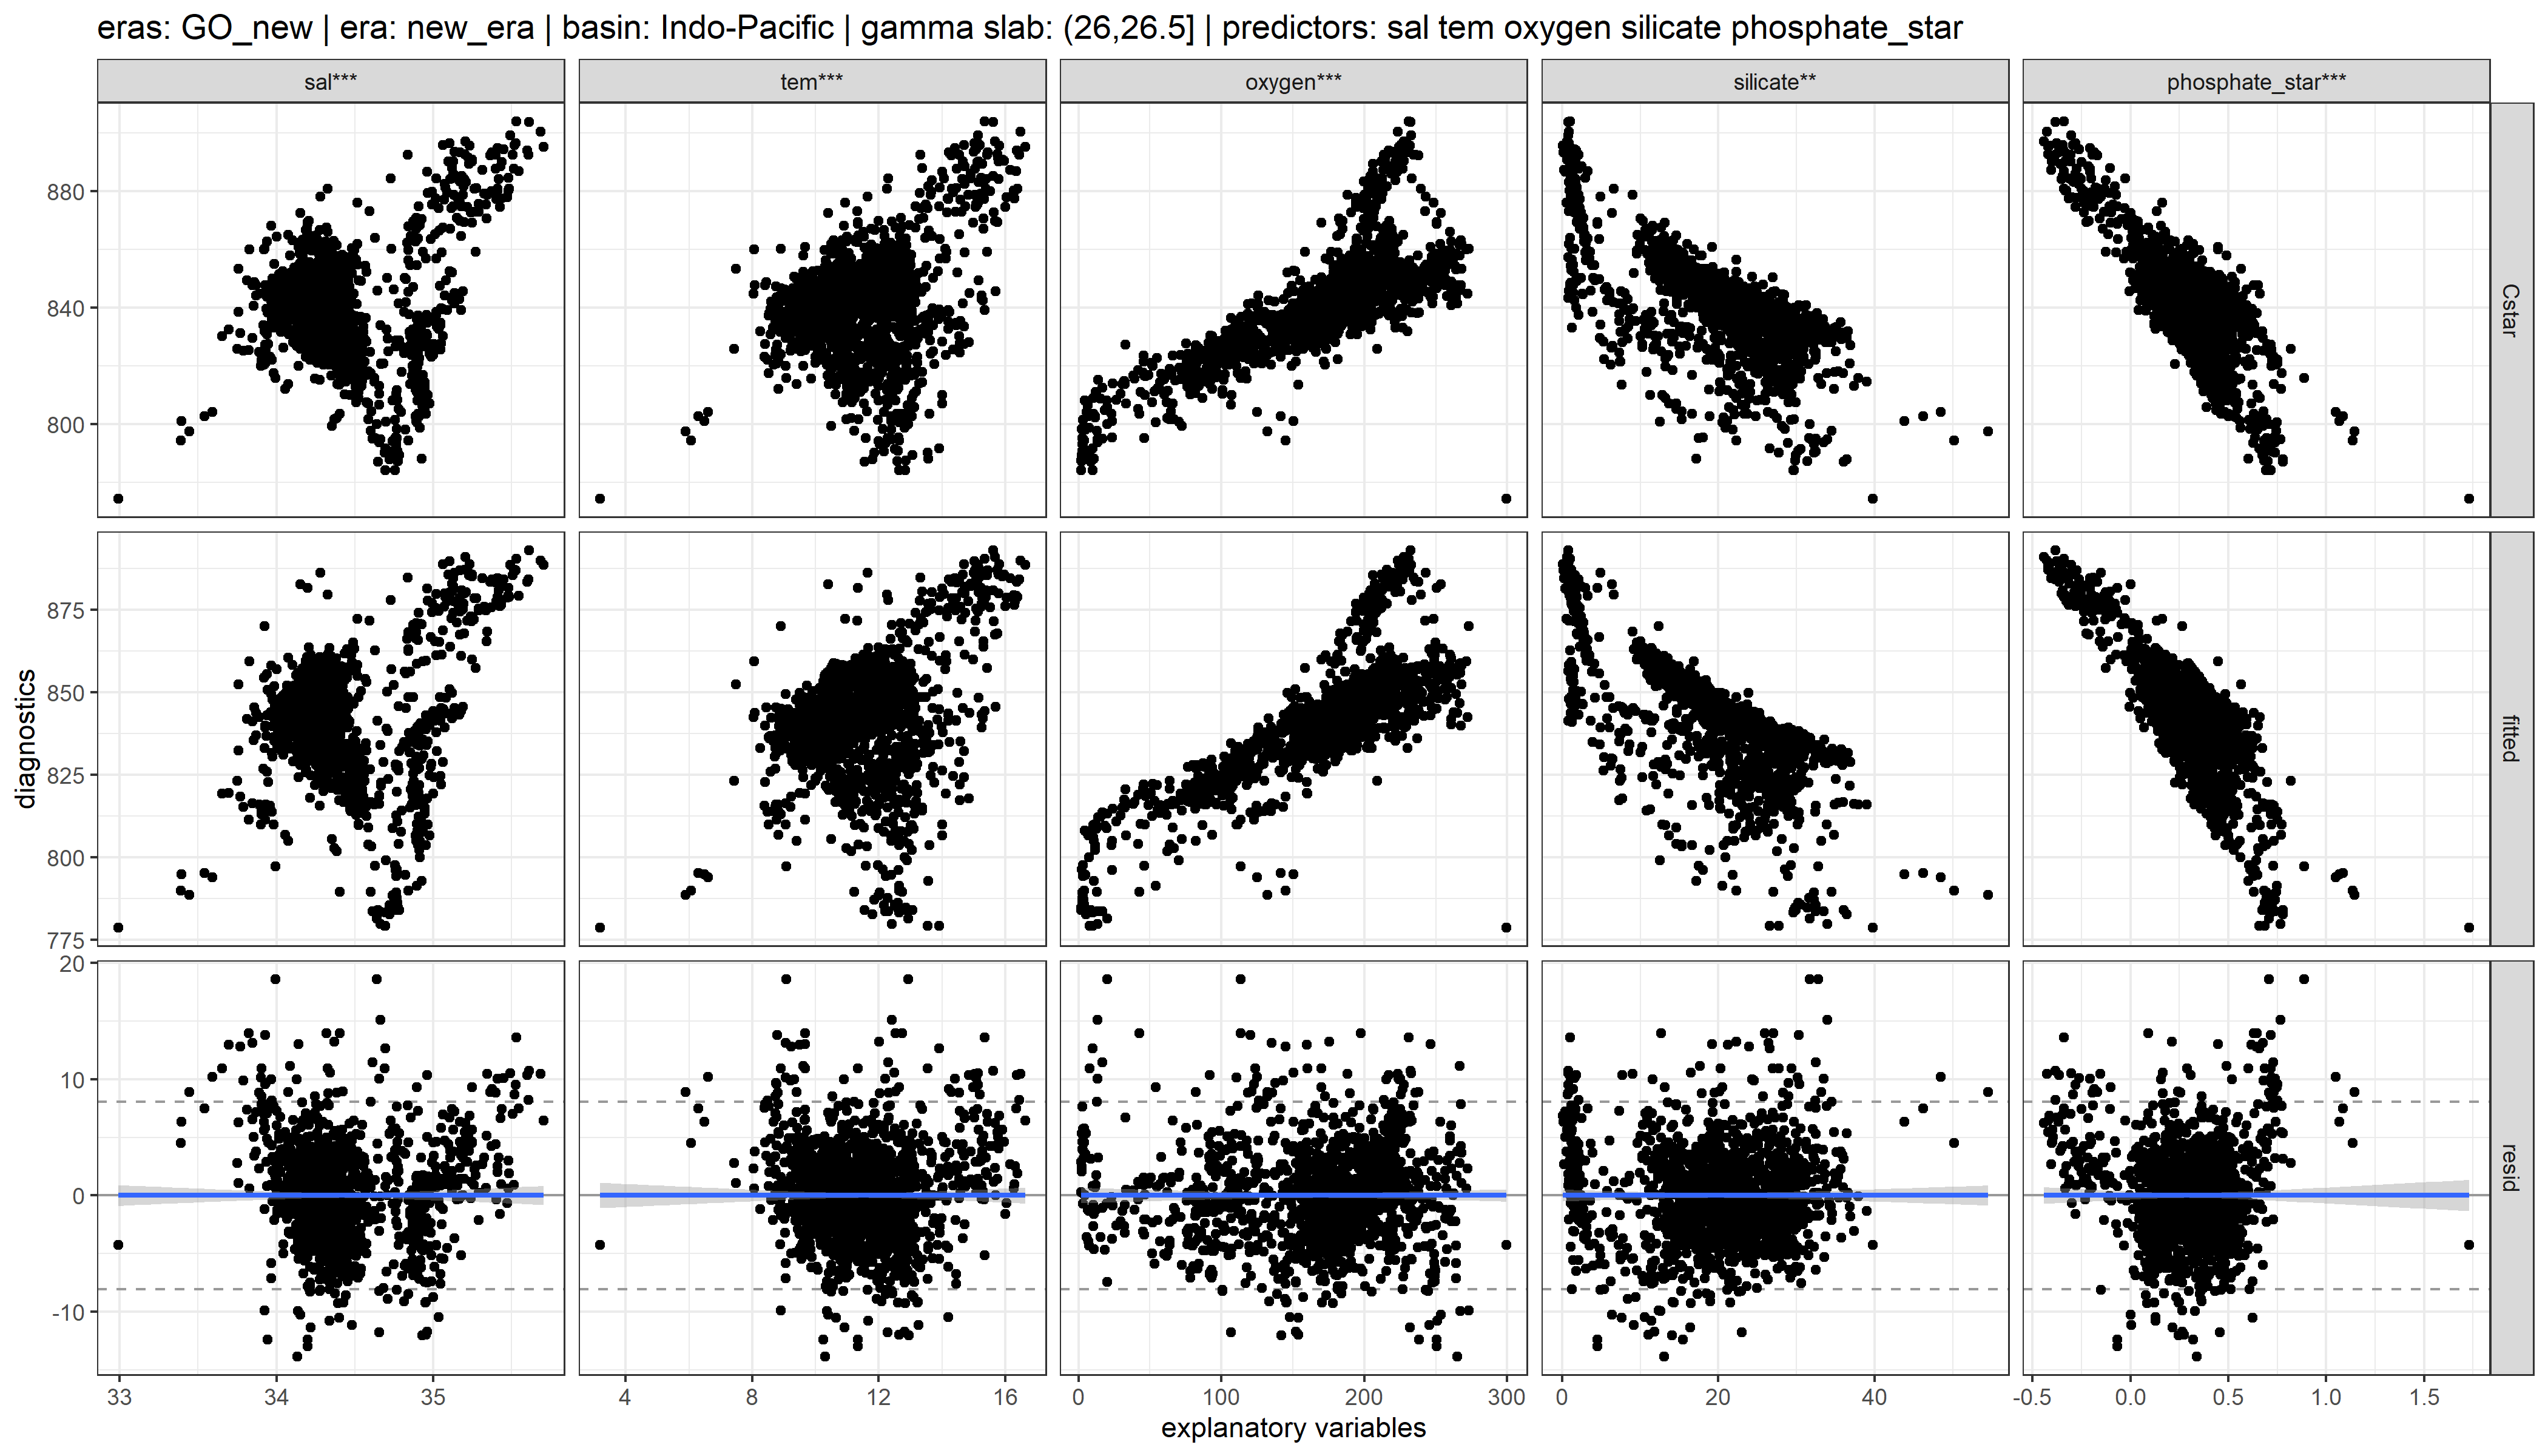 eras: GO_new | era: new_era | basin: Indo-Pacific | gamma slab: (26,26.5] | predictors: sal tem oxygen silicate phosphate_star
sal*** tem*** oxygen*** silicate** phosphate_star***
880
840
800
Cstar
875
850
825
800
775
fitted
diagnostics
20
10
0
-10
resid
33 34 35 4 8 12 16 0 100 200 300 0 20 40 -0.5 0.0 0.5 1.0 1.5
explanatory variables